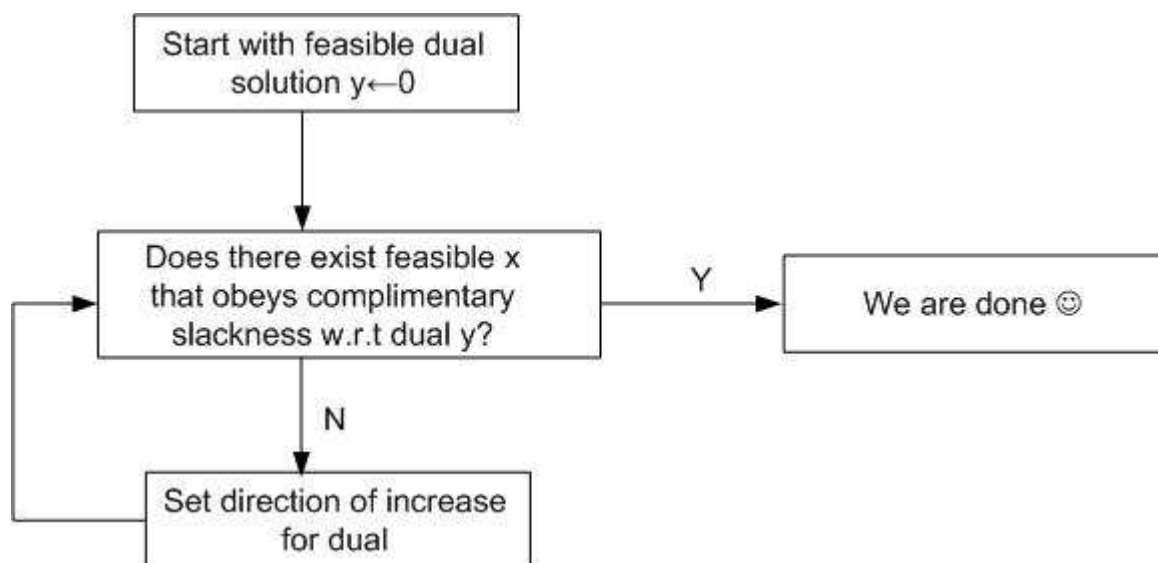 Start with feasible dual
solution y←0
Does there exist feasible x
that obeys complimentary
slackness w.r.t dual y?
Y
We are done ☺
N
Set direction of increase
for dual